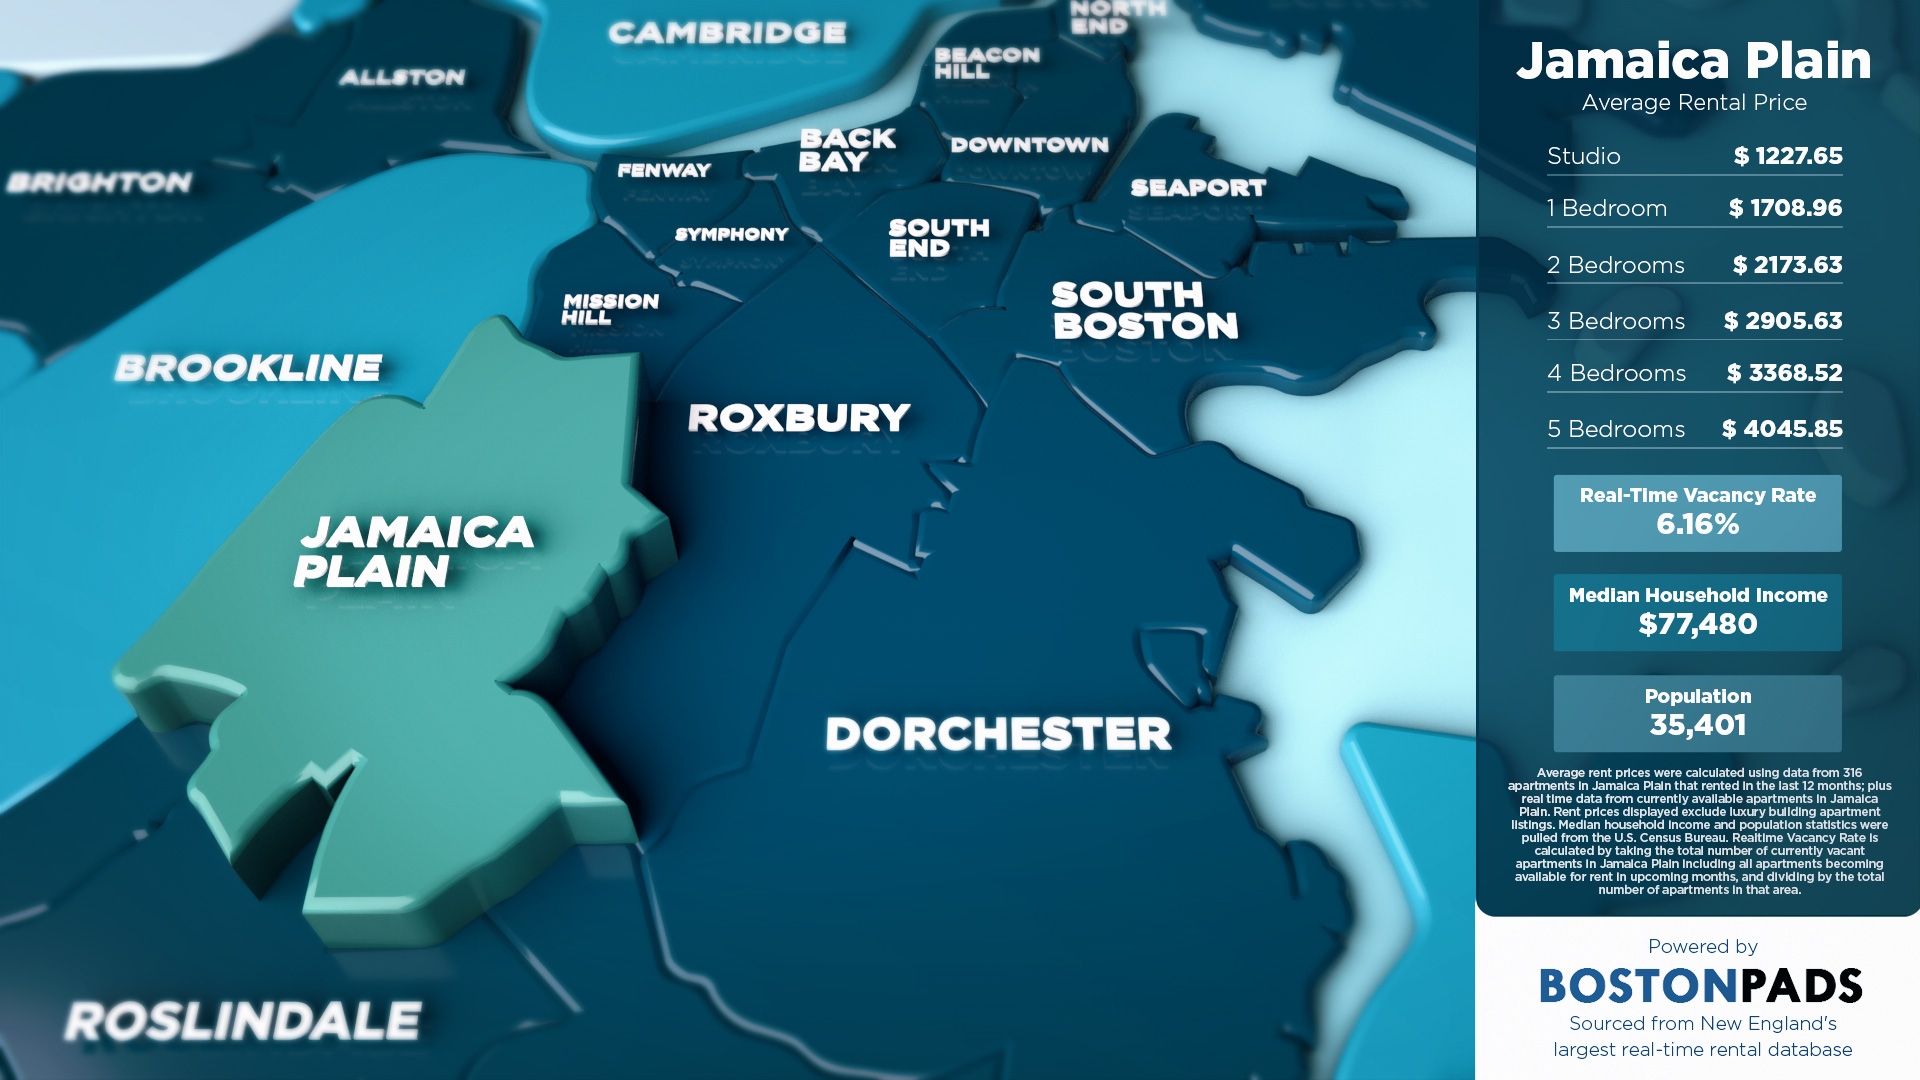 CAMBRIDGE
NORTH
END
BEACON
HILL
ALLSTON
BACK
BAY
DOWNTOWN
FENWAY
BRIGHTON
SEAPORT
SYMPHONY
SOUTH
END
MISSION
HILL
SOUTH
BOSTON
BROOKLINE
ROXBURY
JAMAICA
PLAIN
DORCHESTER
ROSLINDALE
Jamaica Plain
Average Rental Price
Studio $ 1227.65
1 Bedroom $ 1708.96
2 Bedrooms $ 2173.63
3 Bedrooms $ 2905.63
4 Bedrooms $ 3368.52
5 Bedrooms $ 4045.85
Real-Time Vacancy Rate
6.16%
Median Household Income
$77,480
Population
35,401
Average rent prices were calculated using data from 316
apartments in Jamaica Plain that rented in the last 12 months; plus
real time data from currently available apartments in Jamaica
Plain. Rent prices displayed exclude luxury building apartment
listings. Median household income and population statistics were
pulled from the U.S. Census Bureau. Realtime Vacancy Rate is
calculated by taking the total number of currently vacant
apartments in Jamaica Plain including all apartments becoming
available for rent in upcoming months, and dividing by the total
number of apartments in that area.
Powered by
BOSTONPADS
Sourced from New England's
largest real-time rental database